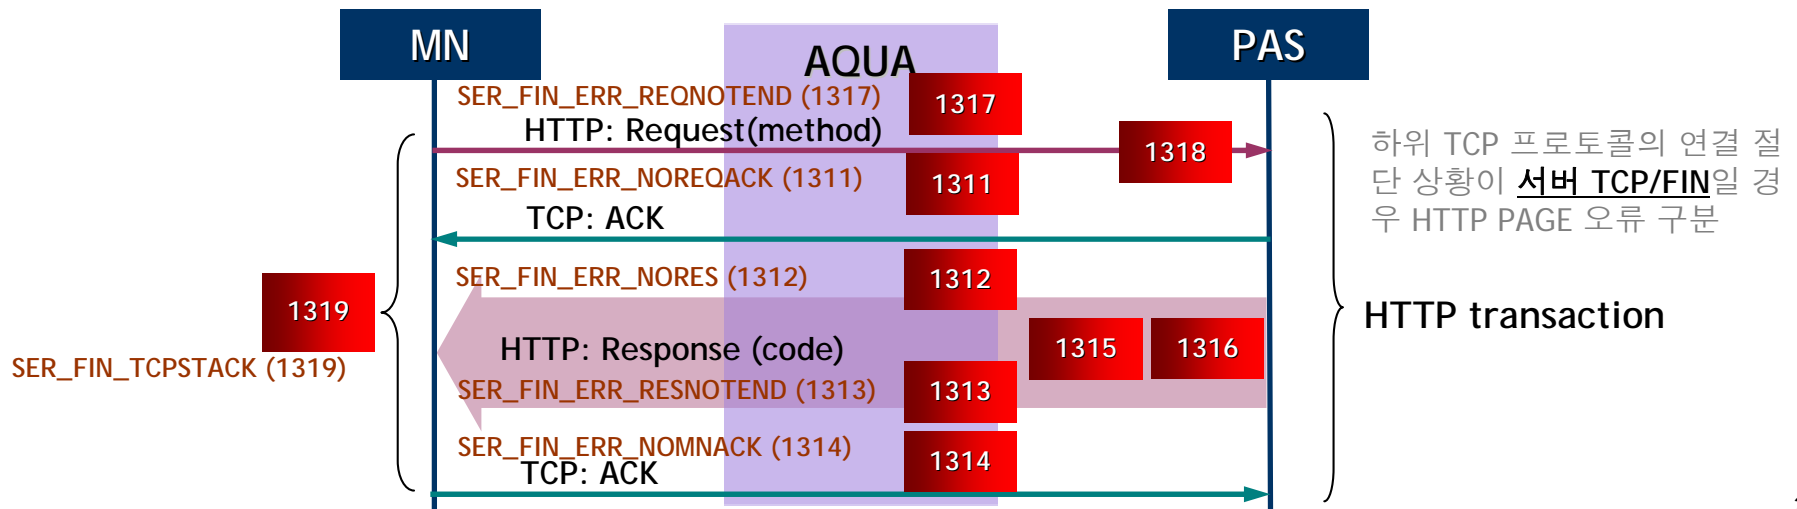 MN
AQUA
PAS
SER_FIN_ERR_REQNOTEND (1317)
1317
HTTP: Request(method)
1318
SER_FIN_ERR_NOREQACK (1311)
1311
TCP: ACK
하위 TCP 프로토콜의 연결 절
단 상황이 서버 TCP/FIN일 경
우 HTTP PAGE 오류 구분
SER_FIN_ERR_NORES (1312)
1312
1319
SER_FIN_TCPSTACK (1319)
HTTP: Response (code)
1315
1316
HTTP transaction
SER_FIN_ERR_RESNOTEND (1313)
1313
SER_FIN_ERR_NOMNACK (1314)
1314
TCP: ACK